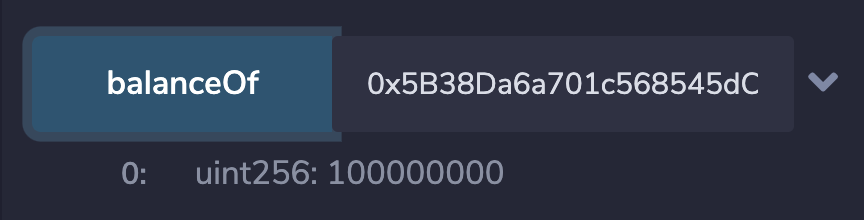 balanceOf 0x5B38Da6a701c568545dC
0: uint256: 100000000